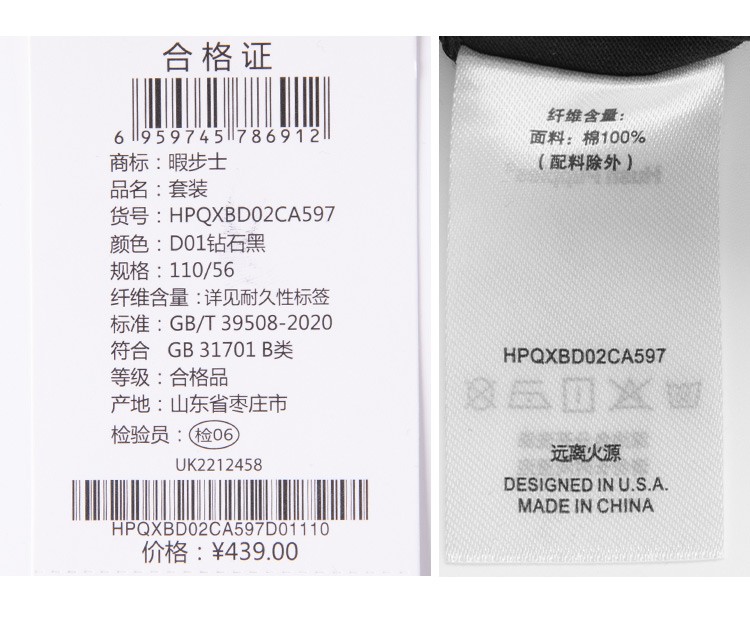 合格证
6 959745 786912
商标：暇步士
品名：套装
货号：HPQXBD02CA597
颜色：D01钻石黑
规格：110/56
纤维含量：详见耐久性标签
标准：GB/T 39508-2020
符合 GB 31701 B类
等级：合格品
产地：山东省枣庄市
检验员：检06
UK2212458
HPQXBD02CA597D01110
价格：¥439.00
纤维含量：
面料：棉100%
（配料除外）
HPQXBD02CA597
远离火源
DESIGNED IN U.S.A.
MADE IN CHINA